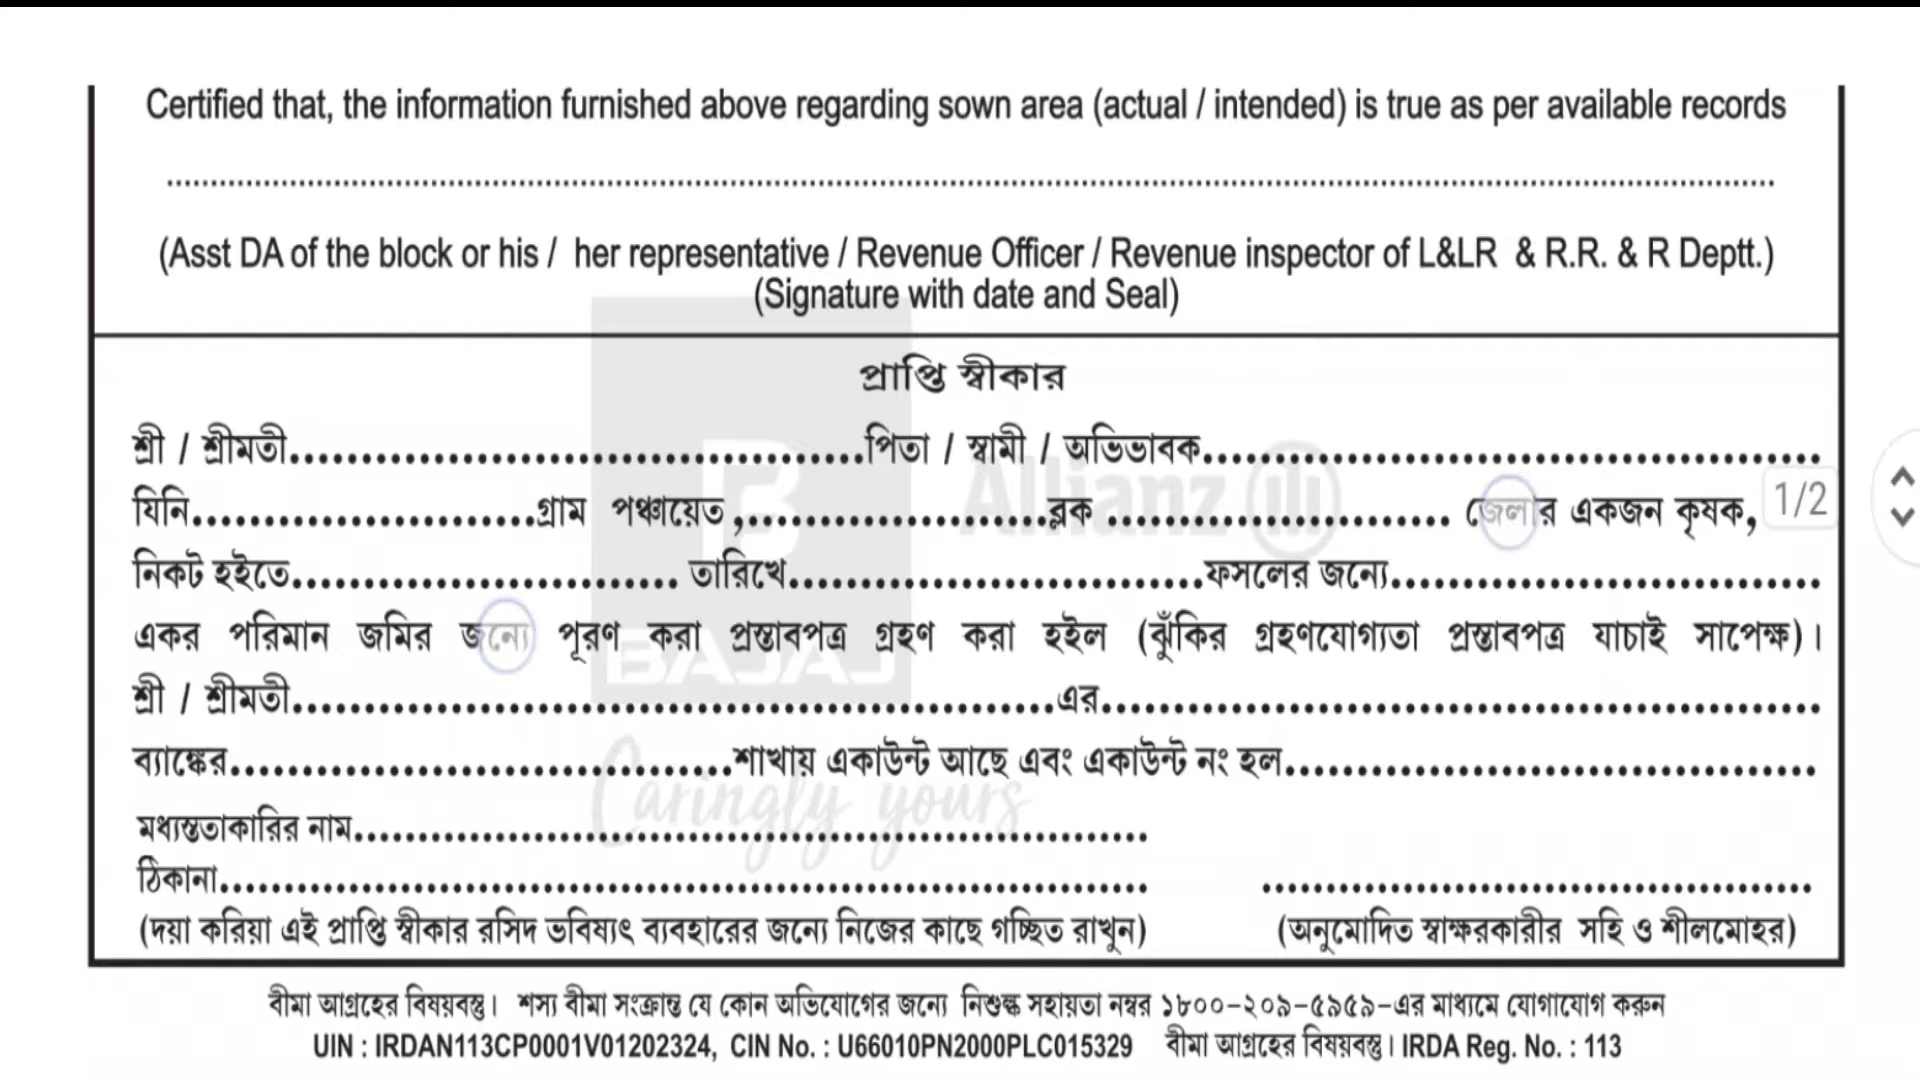 Certified that, the information furnished above regarding sown area (actual / intended) is true as per available records
................................................................................
(Asst DA of the block or his / her representative / Revenue Officer / Revenue inspector of L&LR & R.R. & R Deptt.)
(Signature with date and Seal)
প্রাপ্তি স্বীকার
শ্রী / শ্রীমতী........................................পিতা / স্বামী / অভিভাবক...........................................
যিনি........................গ্রাম পঞ্চায়েত ,.....................ব্লক ........................ জেলার একজন কৃষক,
1/2
নিকট হইতে........................... তারিখে.............................ফসলের জন্যে..............................
একর পরিমান জমির জন্যে পূরণ করা প্রস্তাবপত্র গ্রহণ করা হইল (ঝুঁকির গ্রহণযোগ্যতা প্রস্তাবপত্র যাচাই সাপেক্ষ)।
শ্রী / শ্রীমতী.....................................................এর..................................................
ব্যাঙ্কের...................................শাখায় একাউন্ট আছে এবং একাউন্ট নং হল.....................................
মধ্যস্ততাকারির নাম.......................................................
ঠিকানা................................................................. ......................................
(দয়া করিয়া এই প্রাপ্তি স্বীকার রসিদ ভবিষ্যৎ ব্যবহারের জন্যে নিজের কাছে গচ্ছিত রাখুন) (অনুমোদিত স্বাক্ষরকারীর সহি ও শীলমোহর)
Allianz
BAJAJ
Caringly yours
বীমা আগ্রহের বিষয়বস্তু। শস্য বীমা সংক্রান্ত যে কোন অভিযোগের জন্যে নিশুল্ক সহায়তা নম্বর ১৮০০-২০৯-৫৯৫৯-এর মাধ্যমে যোগাযোগ করুন
UIN : IRDAN113CP0001V01202324, CIN No. : U66010PN2000PLC015329 বীমা আগ্রহের বিষয়বস্তু। IRDA Reg. No. : 113